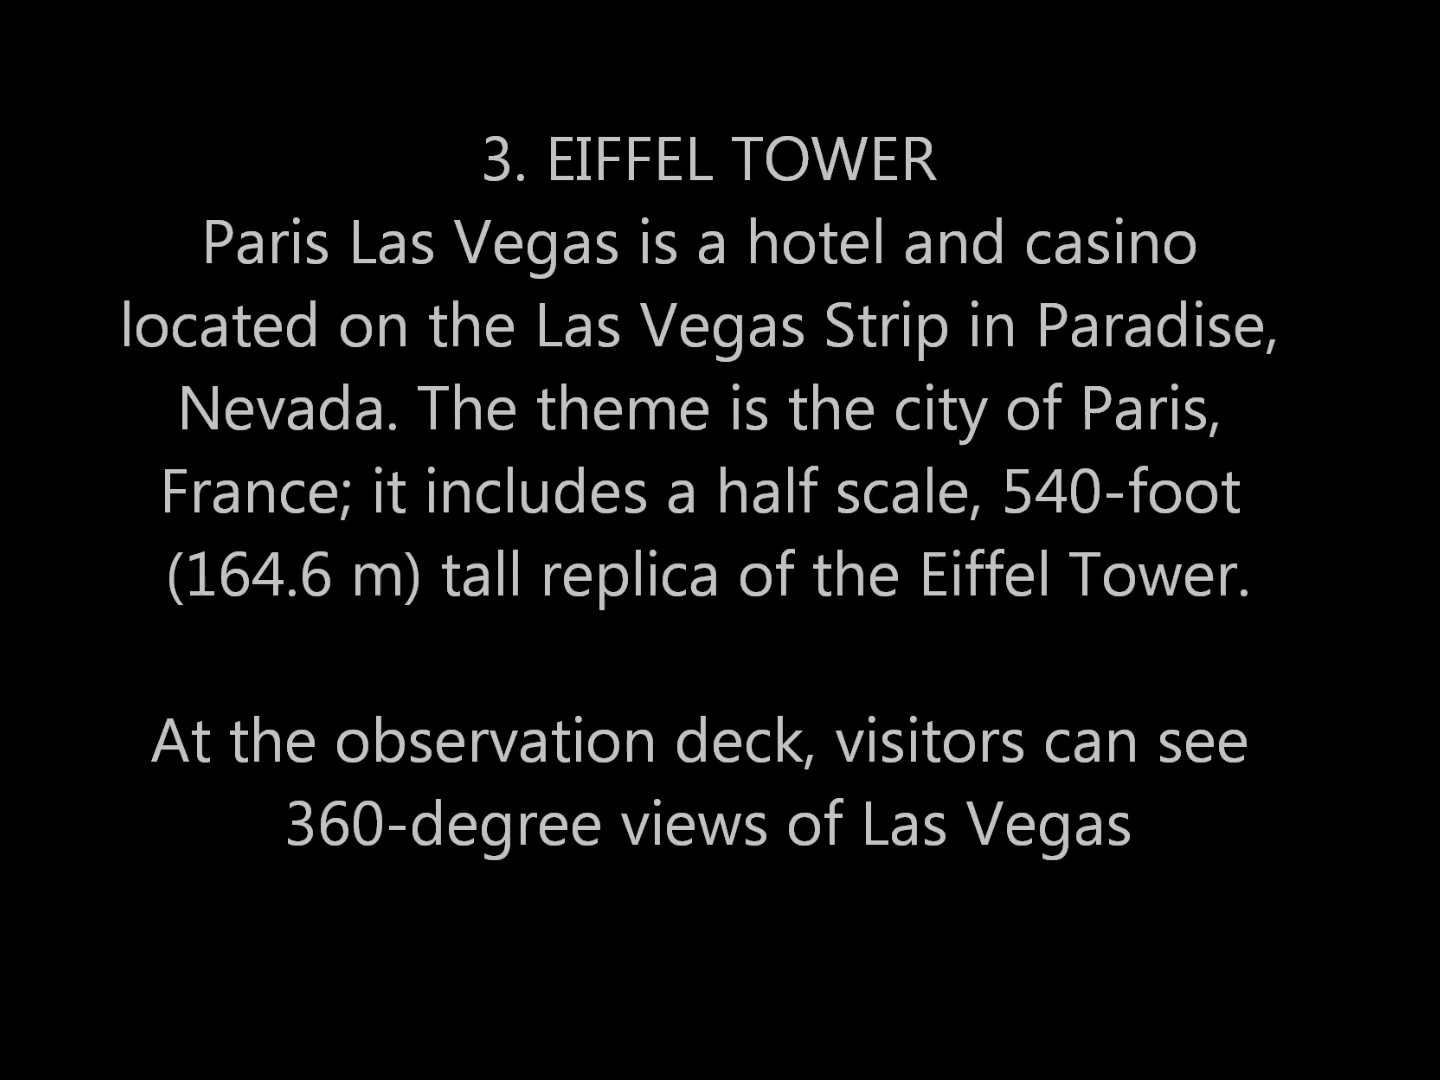 3. EIFFEL TOWER
Paris Las Vegas is a hotel and casino
located on the Las Vegas Strip in Paradise,
Nevada. The theme is the city of Paris,
France; it includes a half scale, 540-foot
(164.6 m) tall replica of the Eiffel Tower.
At the observation deck, visitors can see
360-degree views of Las Vegas